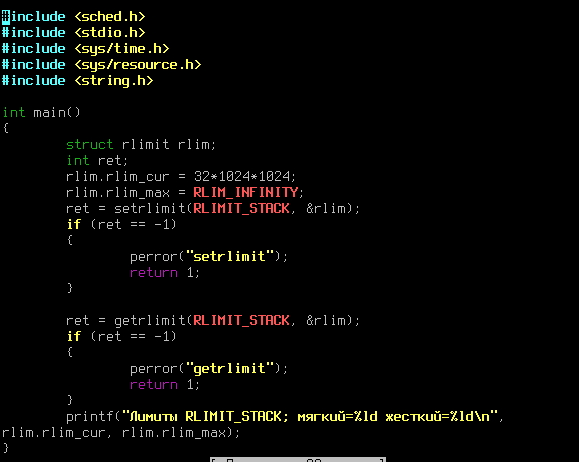 #include <sched.h>
#include <stdio.h>
#include <sys/time.h>
#include <sys/resource.h>
#include <string.h>

int main()
{
        struct rlimit rlim;
        int ret;
        rlim.rlim_cur = 32*1024*1024;
        rlim.rlim_max = RLIM_INFINITY;
        ret = setrlimit(RLIMIT_STACK, &rlim);
        if (ret == -1)
        {
                perror("setrlimit");
                return 1;
        }

        ret = getrlimit(RLIMIT_STACK, &rlim);
        if (ret == -1)
        {
                perror("getrlimit");
                return 1;
        }
        printf("Лимиты RLIMIT_STACK; мягкий=%ld жесткий=%ld\n",
rlim.rlim_cur, rlim.rlim_max);
}